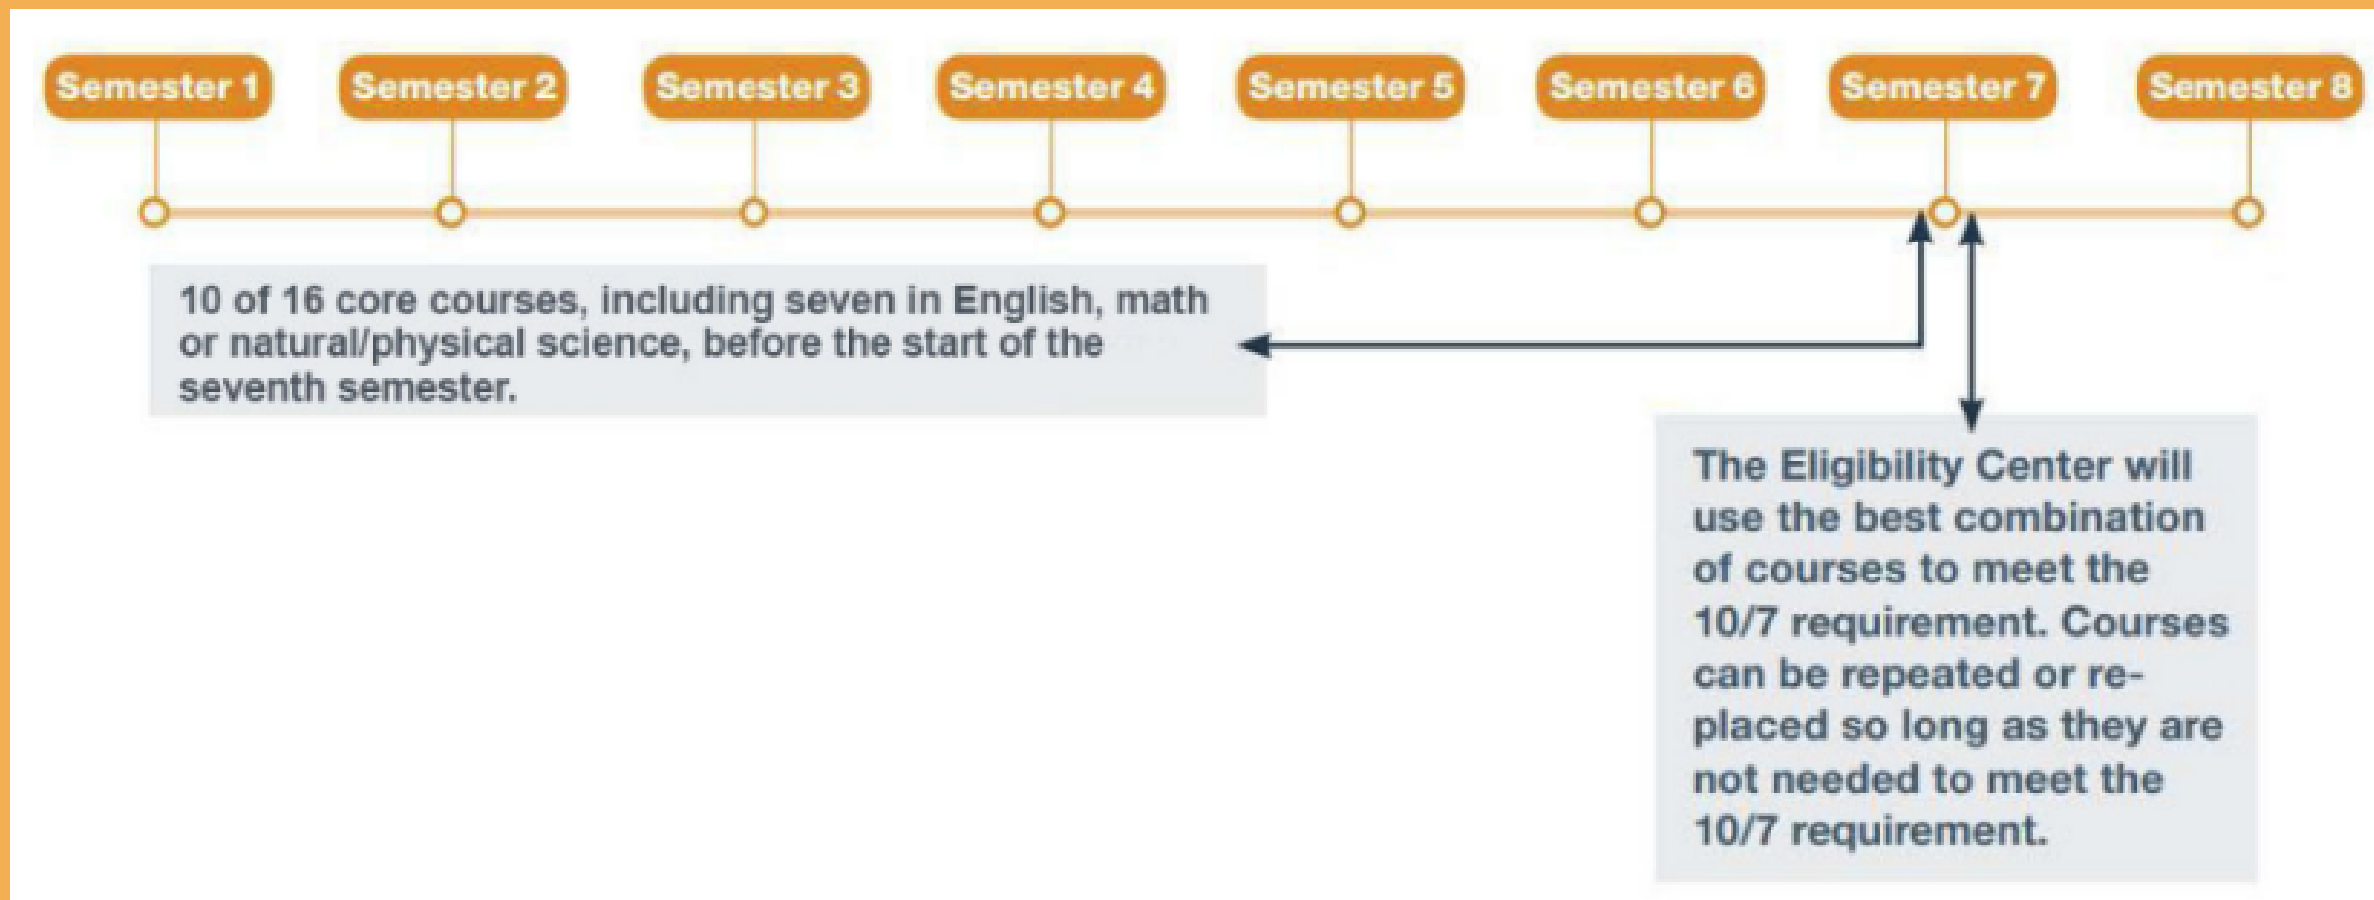 Semester 1
Semester 2
Semester 3
Semester 4
Semester 5
Semester 6
Semester 7
Semester 8
10 of 16 core courses, including seven in English, math
or natural/physical science, before the start of the
seventh semester.
The Eligibility Center will
use the best combination
of courses to meet the
10/7 requirement. Courses
can be repeated or re-
placed so long as they are
not needed to meet the
10/7 requirement.